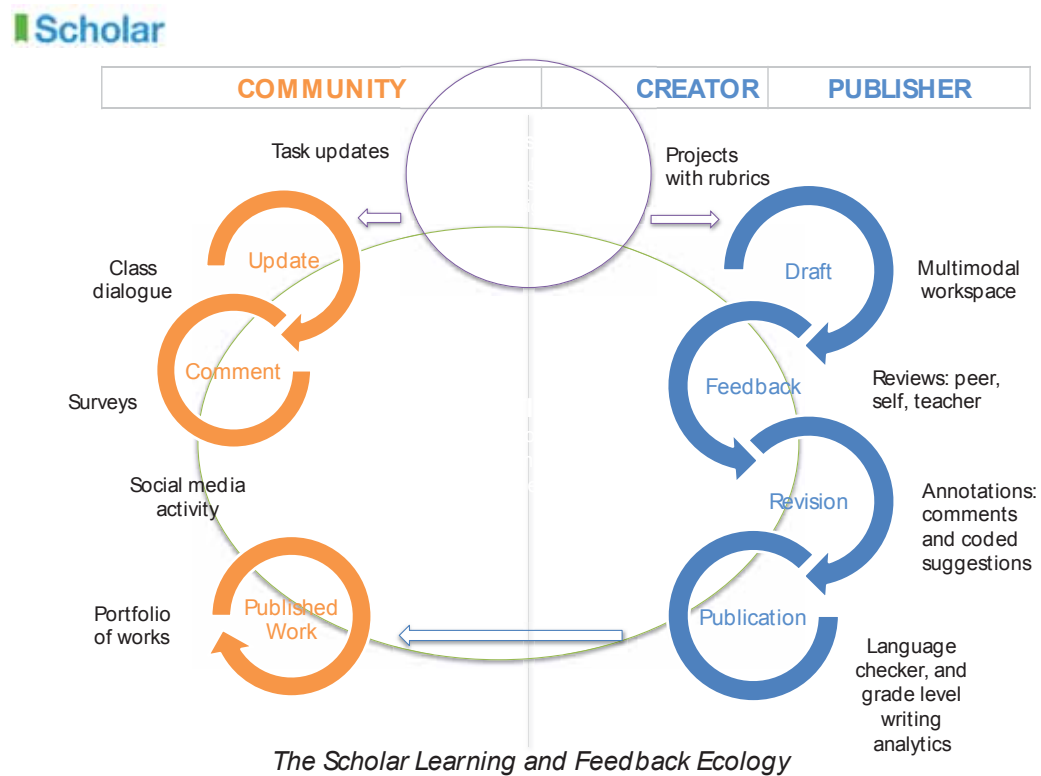 Scholar
COMMUNITY
CREATOR
PUBLISHER
Task updates
Projects
with rubrics
Update
Class
dialogue
Draft
Multimodal
workspace
Comment
Feedback
Reviews: peer,
self, teacher
Surveys
Social media
activity
Revision
Annotations:
comments
and coded
suggestions
Published
Work
Portfolio
of works
Publication
Language
checker, and
grade level
writing
analytics
The Scholar Learning and Feedback Ecology